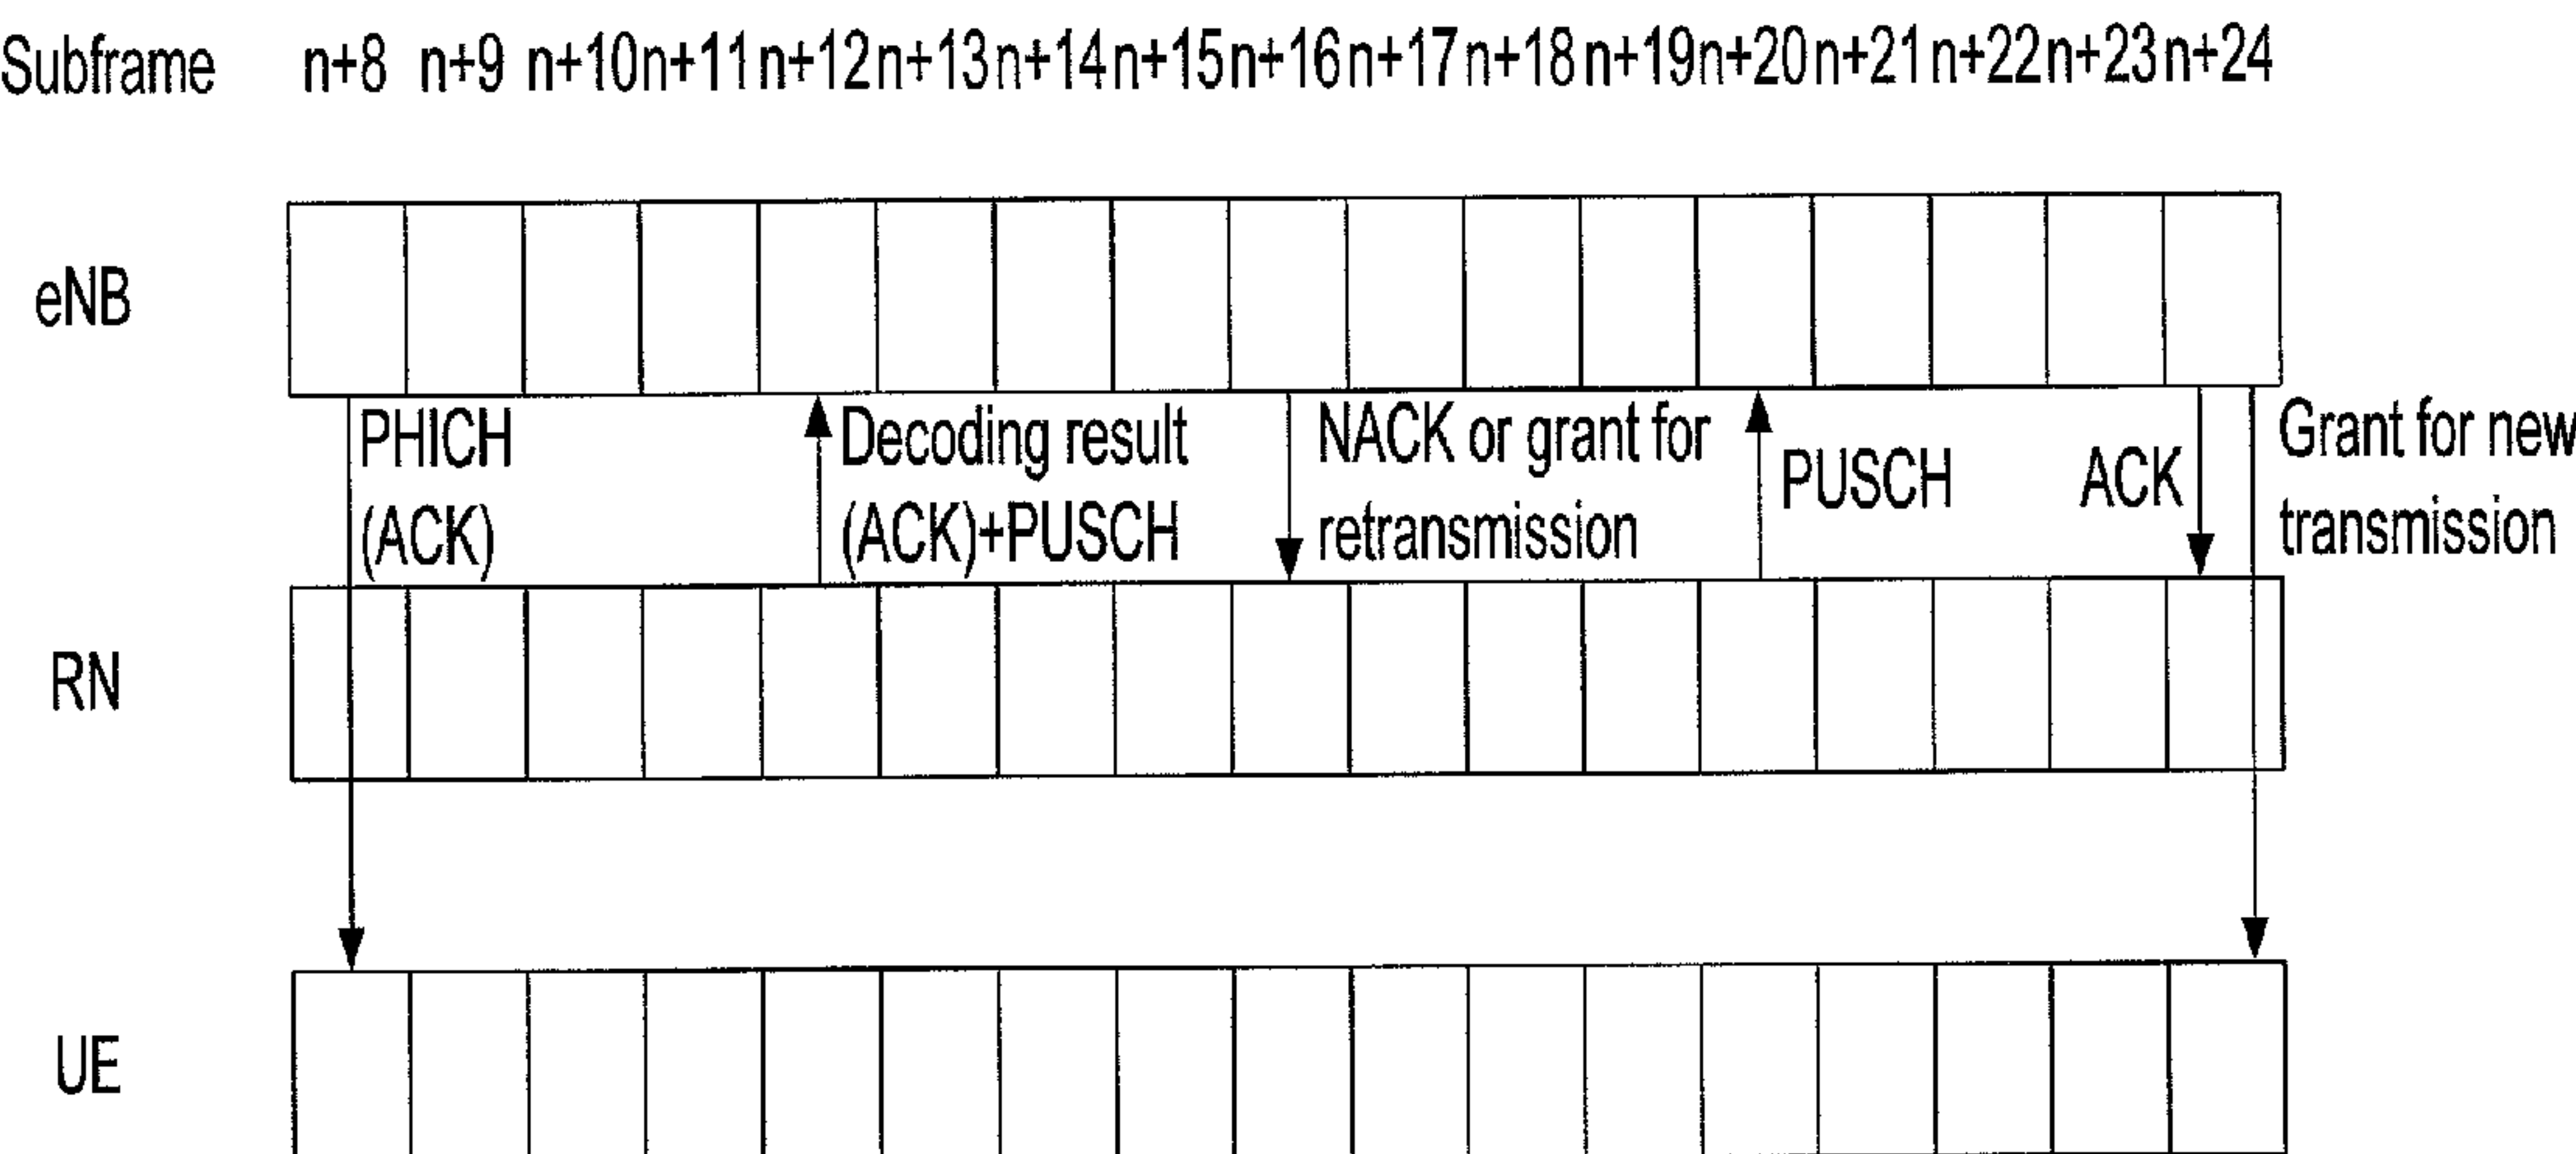 Subframe n+8 n+9 n+10 n+11 n+12 n+13 n+14 n+15 n+16 n+17 n+18 n+19 n+20 n+21 n+22 n+23 n+24
eNB
PHICH
(ACK)
Decoding result
(ACK)+PUSCH
NACK or grant for
retransmission
PUSCH
ACK
Grant for new
transmission
RN
UE